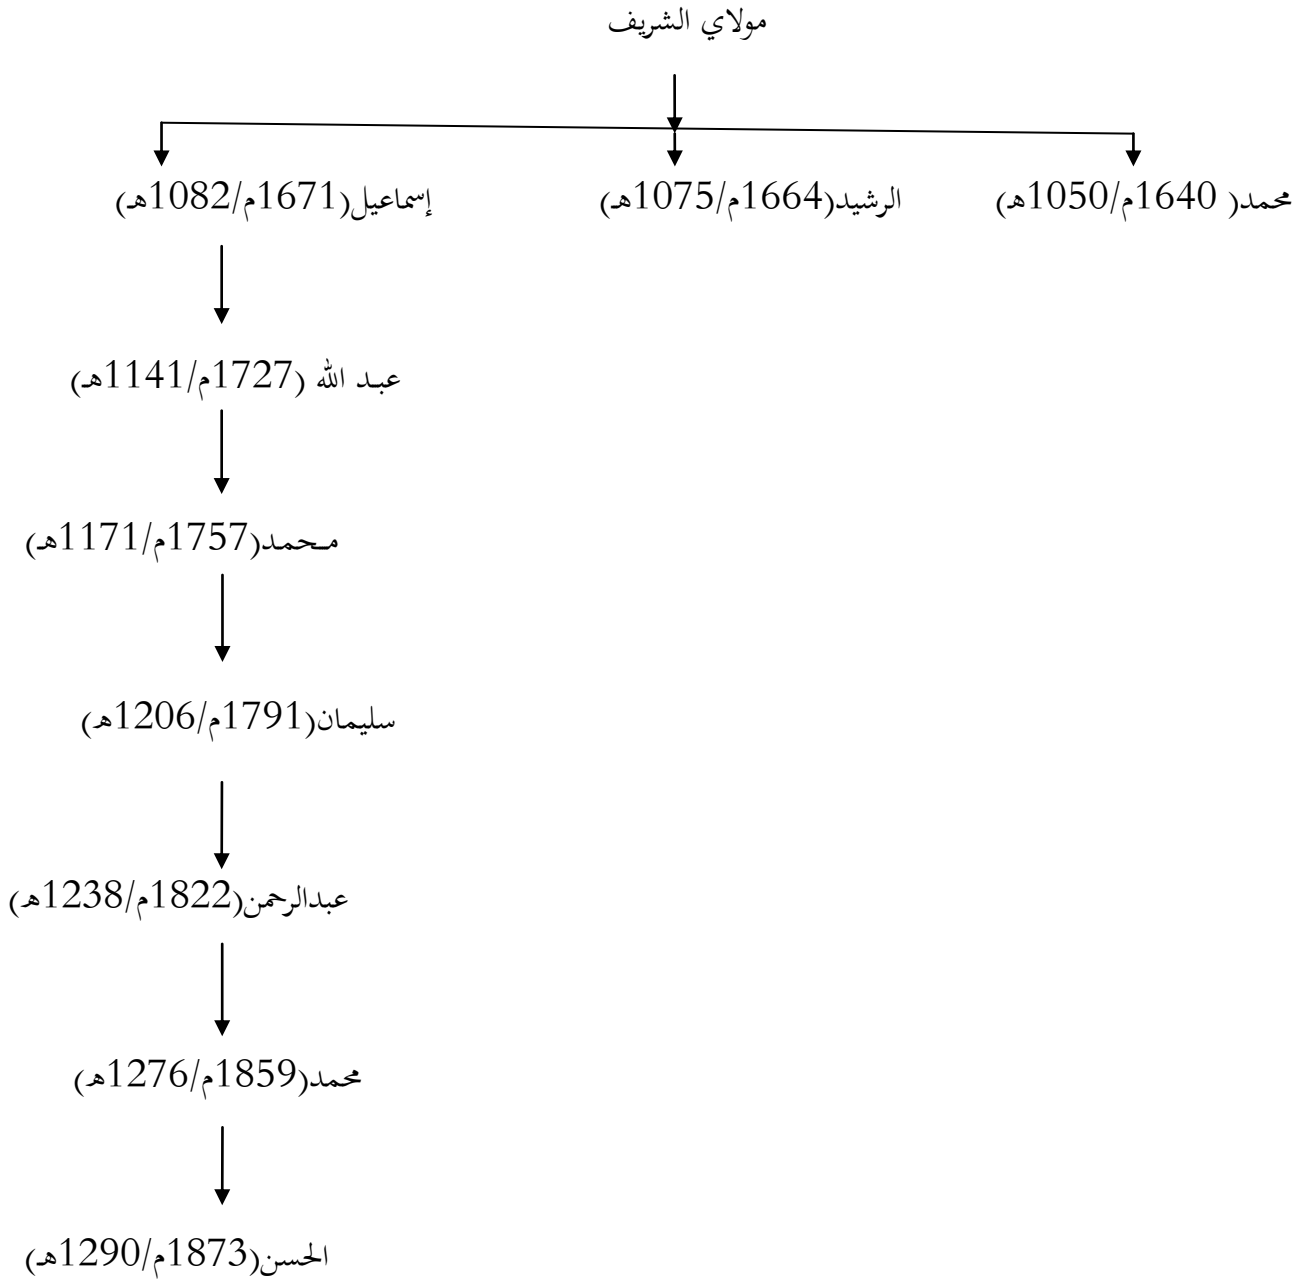 مولاي الشريف
محمد( 1640م/1050هـ)
الرشيد(1664م/1075هـ)
إسماعيل(1671م/1082هـ)
عبد الله (1727م/1141هـ)
محمد(1757م/1171هـ)
سليمان(1791م/1206هـ)
عبدالرحمن(1822م/1238هـ)
محمد(1859م/1276هـ)
الحسن(1873م/1290هـ)